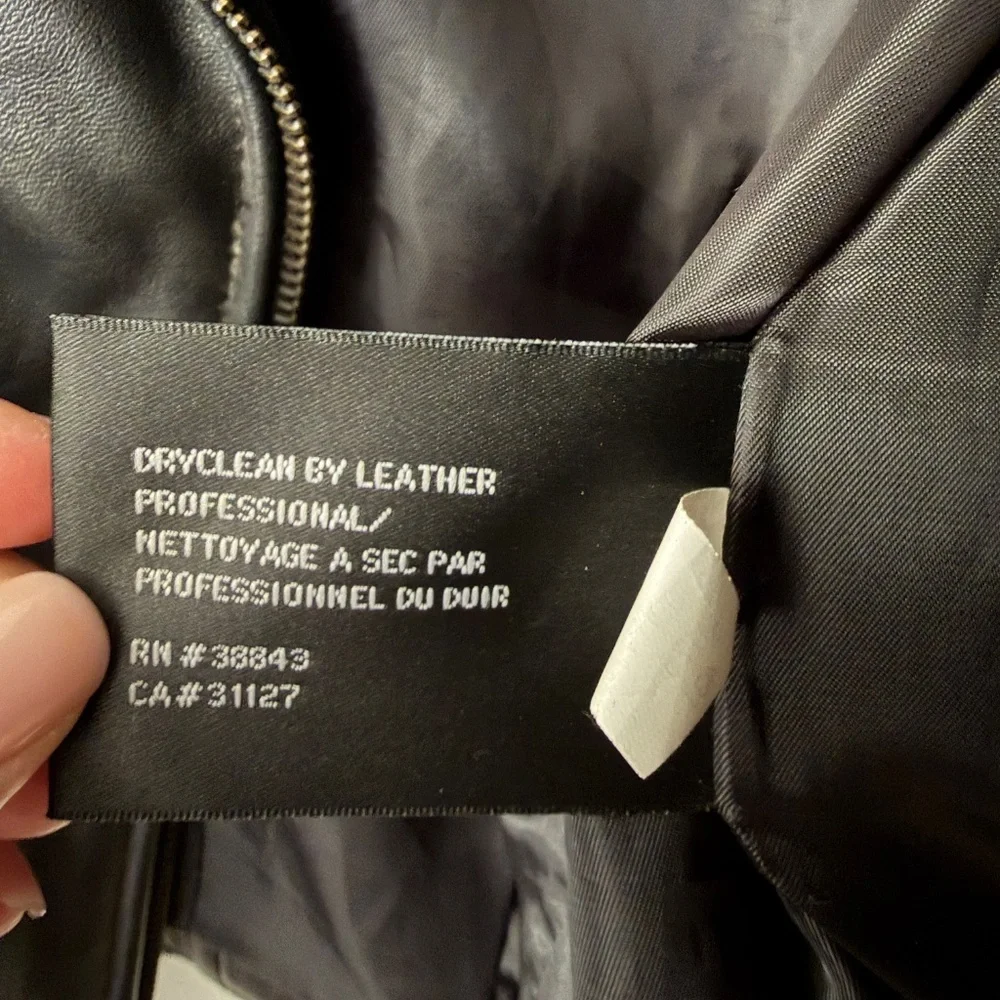 DRYCLEAN BY LEATHER
PROFESSIONAL/
NETTOYAGE A SEC PAR
PROFESSIONNEL DU DUIR
RN #38843
CA#31127